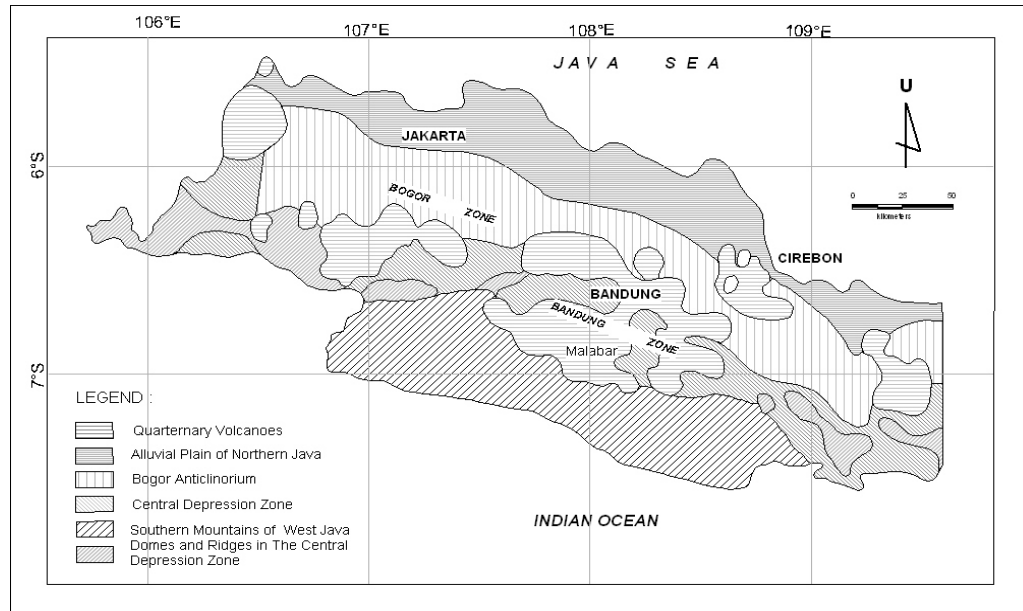 106°E
107°E
108°E
109°E
JAVA SEA
U
JAKARTA
6°S
0 25 50
kilometers
BOGOR ZONE
CIREBON
BANDUNG
BANDUNG ZONE
Malabar
7°S
LEGEND :
Quarternary Volcanoes
Alluvial Plain of Northern Java
Bogor Anticlinorium
Central Depression Zone
Southern Mountains of West Java
Domes and Ridges in The Central
Depression Zone
INDIAN OCEAN